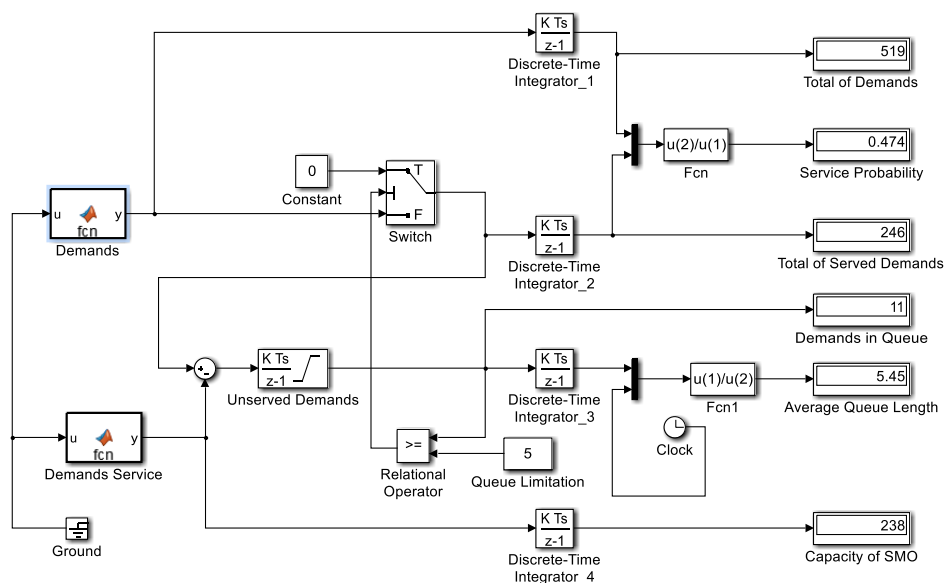 K Ts
z-1
Discrete-Time
Integrator_1
519
Total of Demands
u(2)/u(1)
Fcn
0.474
Service Probability
0
Constant
T
F
Switch
u
fcn
y
Demands
K Ts
z-1
Discrete-Time
Integrator_2
246
Total of Served Demands
11
Demands in Queue
+
-
K Ts
z-1
Unserved Demands
K Ts
z-1
Discrete-Time
Integrator_3
u(1)/u(2)
Fcn1
5.45
Average Queue Length
Clock
u
fcn
y
Demands Service
>=
Relational
Operator
5
Queue Limitation
Ground
K Ts
z-1
Discrete-Time
Integrator_4
238
Capacity of SMO